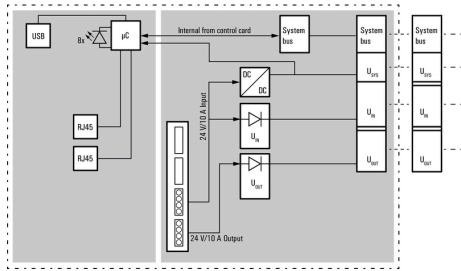 USB
8x
µC
Internal from control card
System
bus
System
bus
System
bus
DC
DC
U_SYS
U_SYS
24 V/10 A Input
U_IN
U_IN
U_IN
RJ45
RJ45
U_OUT
U_OUT
U_OUT
24 V/10 A Output